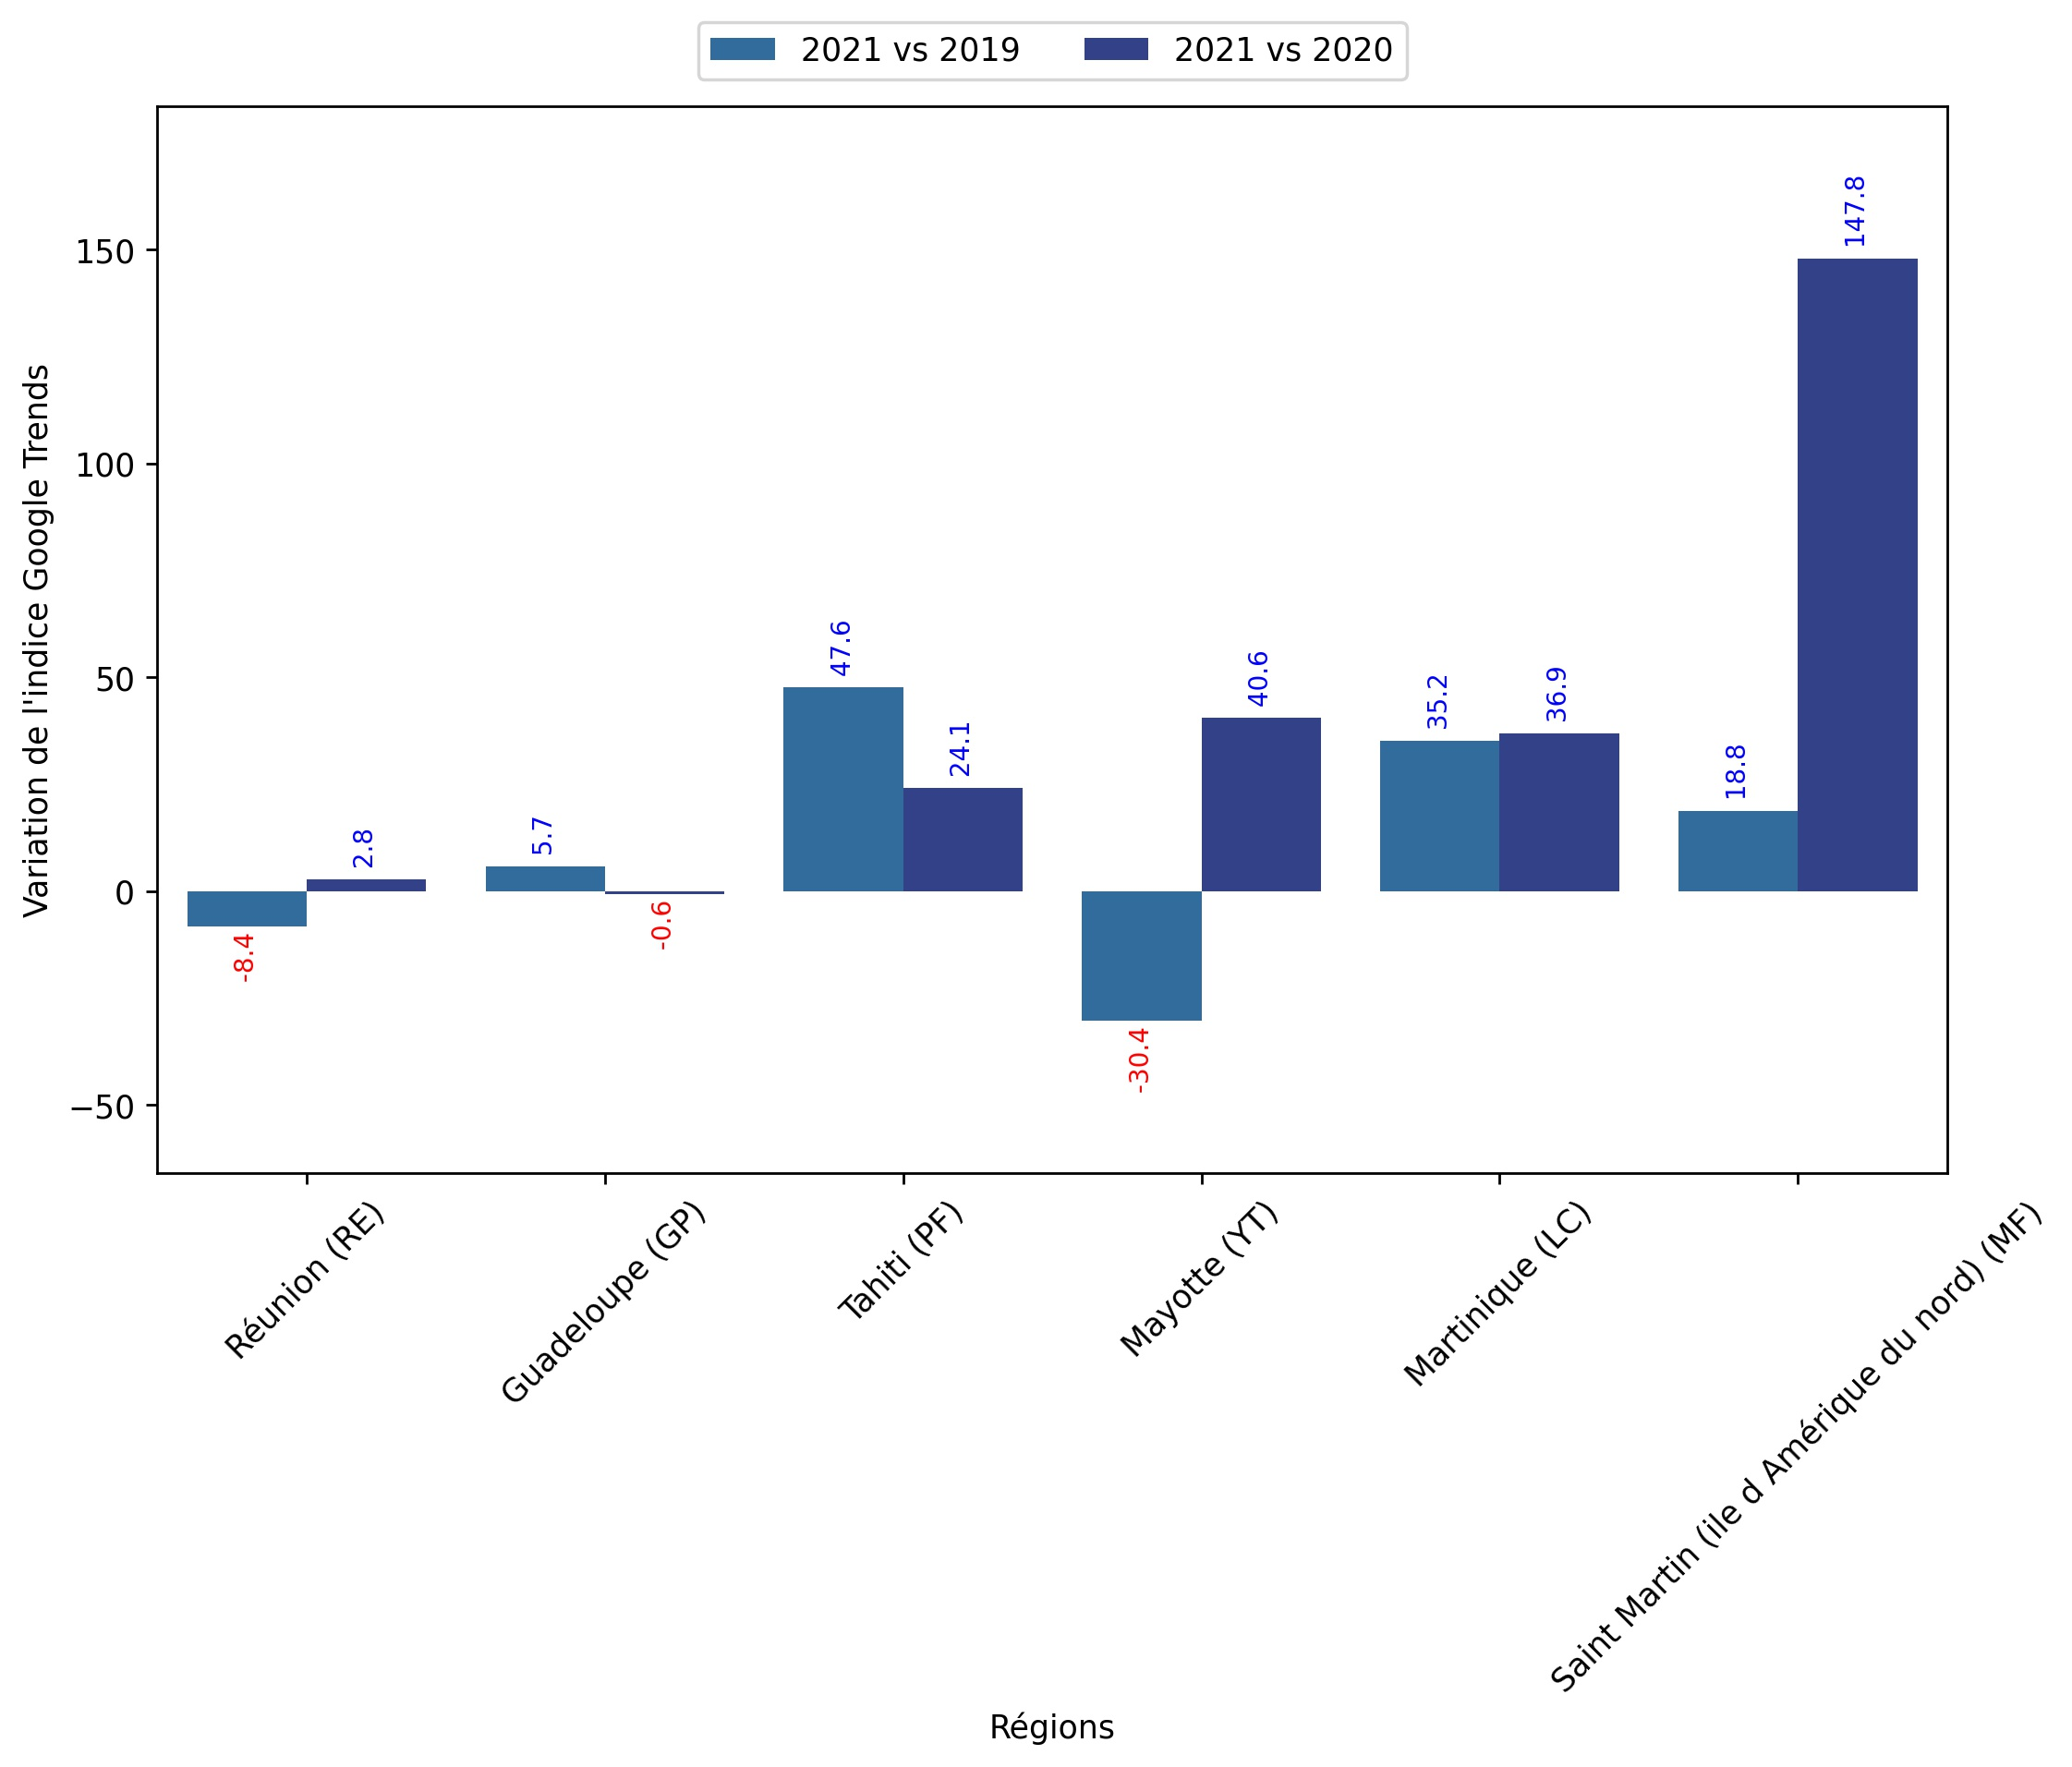 2021 vs 2019
2021 vs 2020
Variation de l'indice Google Trends
150
100
50
0
−50
-8.4
2.8
5.7
-0.6
47.6
24.1
-30.4
40.6
35.2
36.9
18.8
147.8
Réunion (RE)
Guadeloupe (GP)
Tahiti (PF)
Mayotte (YT)
Martinique (LC)
Saint Martin (ile d Amérique du nord) (MF)
Régions